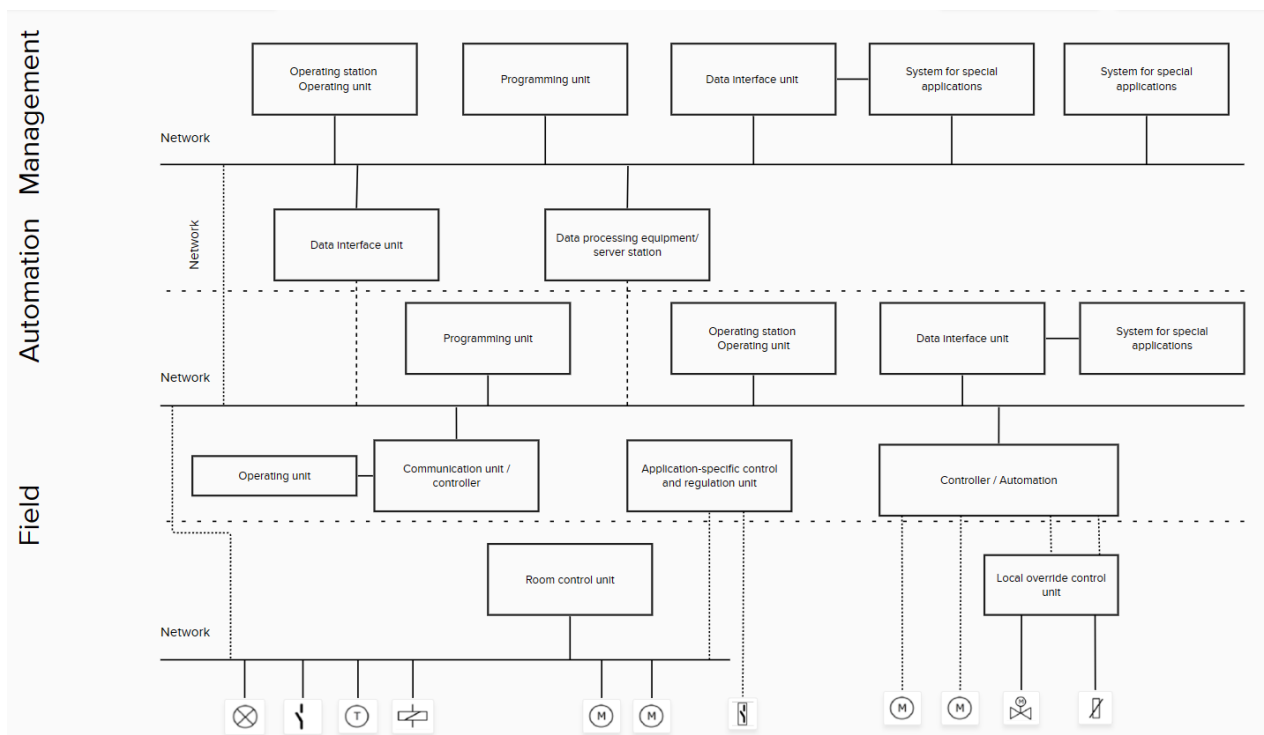 Management
Operating station
Operating unit
Programming unit
Data interface unit
System for special
applications
System for special
applications
Network
Automation
Network
Data interface unit
Data processing equipment/
server station
Programming unit
Operating station
Operating unit
Data interface unit
System for special
applications
Network
Field
Operating unit
Communication unit /
controller
Application-specific control
and regulation unit
Controller / Automation
Room control unit
Local override control
unit
Network
T
M
M
M
M
M